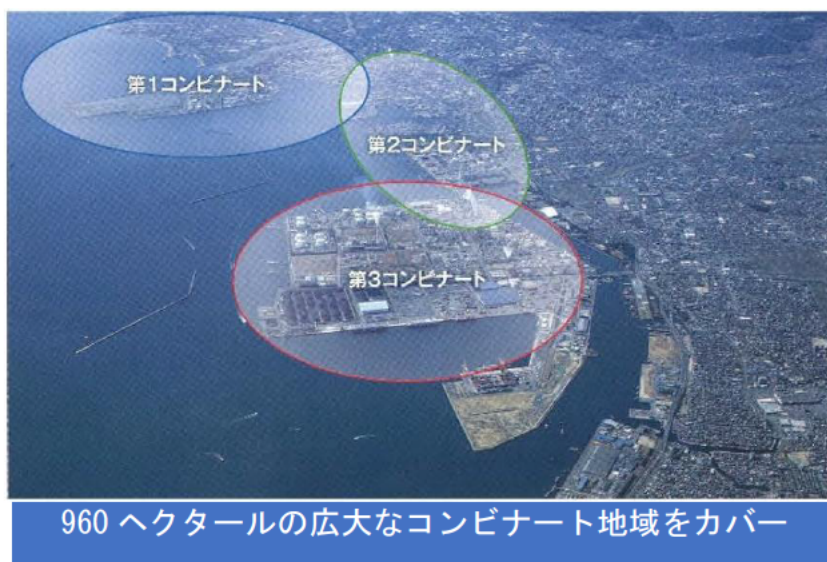 第1コンビナート
第2コンビナート
第3コンビナート
960 ヘクタールの広大なコンビナート地域をカバー